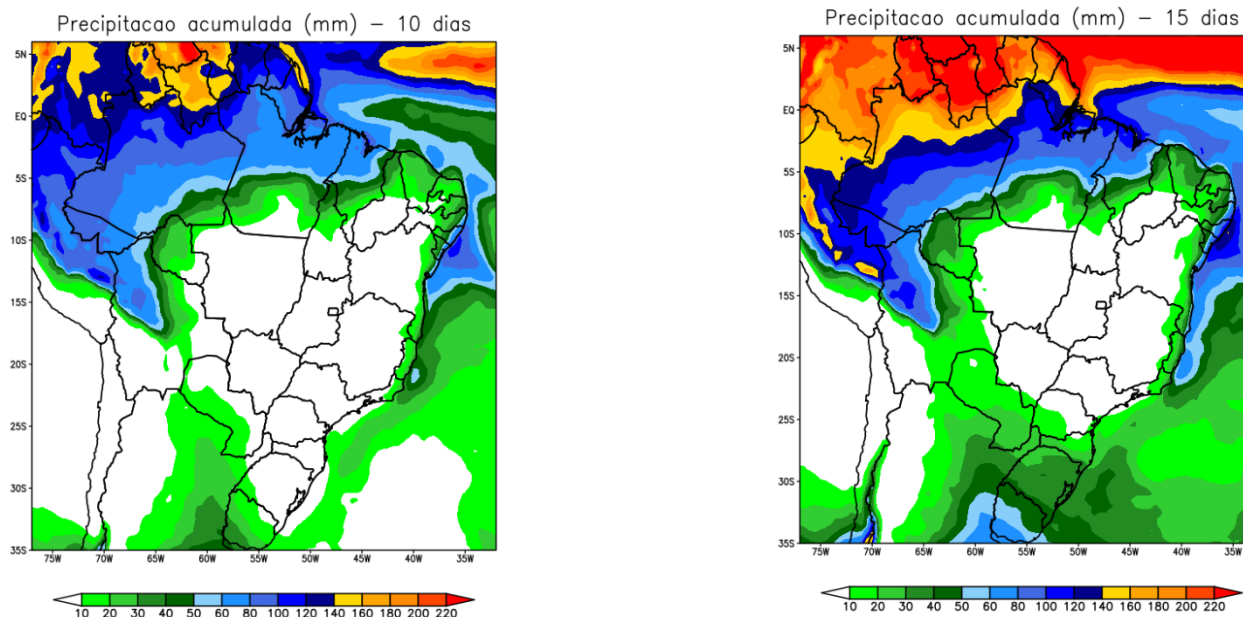 Precipitacao acumulada (mm) – 10 dias
5N
EQ
5S
10S
15S
20S
25S
30S
35S
75W 70W 65W 60W 55W 50W 45W 40W 35W
10 20 30 40 50 60 80 100 120 140 160 180 200 220
Precipitacao acumulada (mm) – 15 dias
5N
EQ
5S
10S
15S
20S
25S
30S
35S
75W 70W 65W 60W 55W 50W 45W 40W 35W
10 20 30 40 50 60 80 100 120 140 160 180 200 220